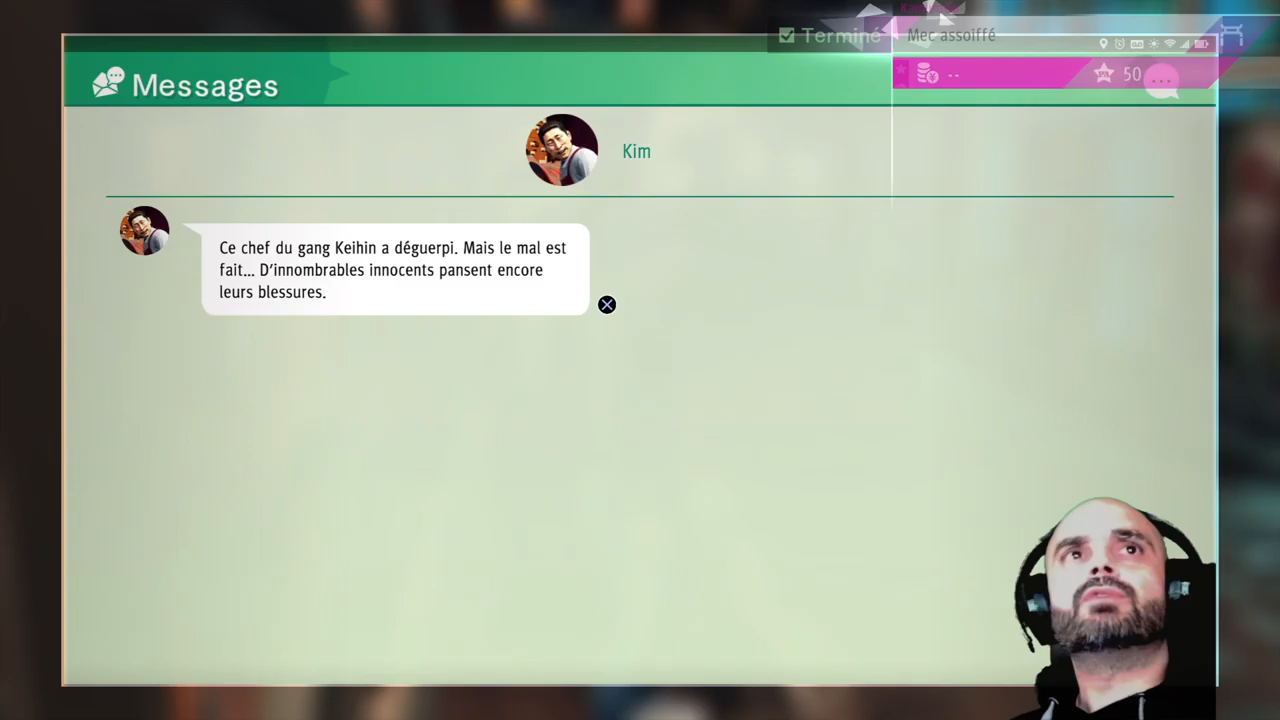 Terminé
Mec assoiffé
Messages
-- 50
Kim
Ce chef du gang Keihin a déguerpi. Mais le mal est
fait... D'innombrables innocents pansent encore
leurs blessures.